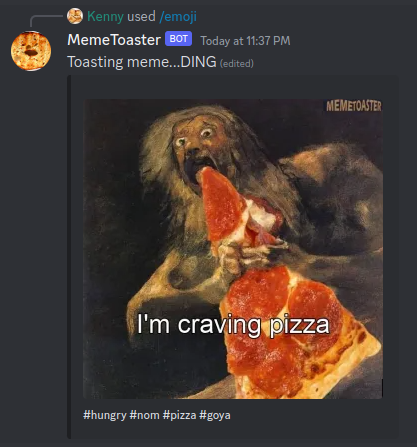 Kenny used /emoji
MemeToaster BOT Today at 11:37 PM
Toasting meme...DING (edited)
MEMETOASTER
I'm craving pizza
#hungry #nom #pizza #goya